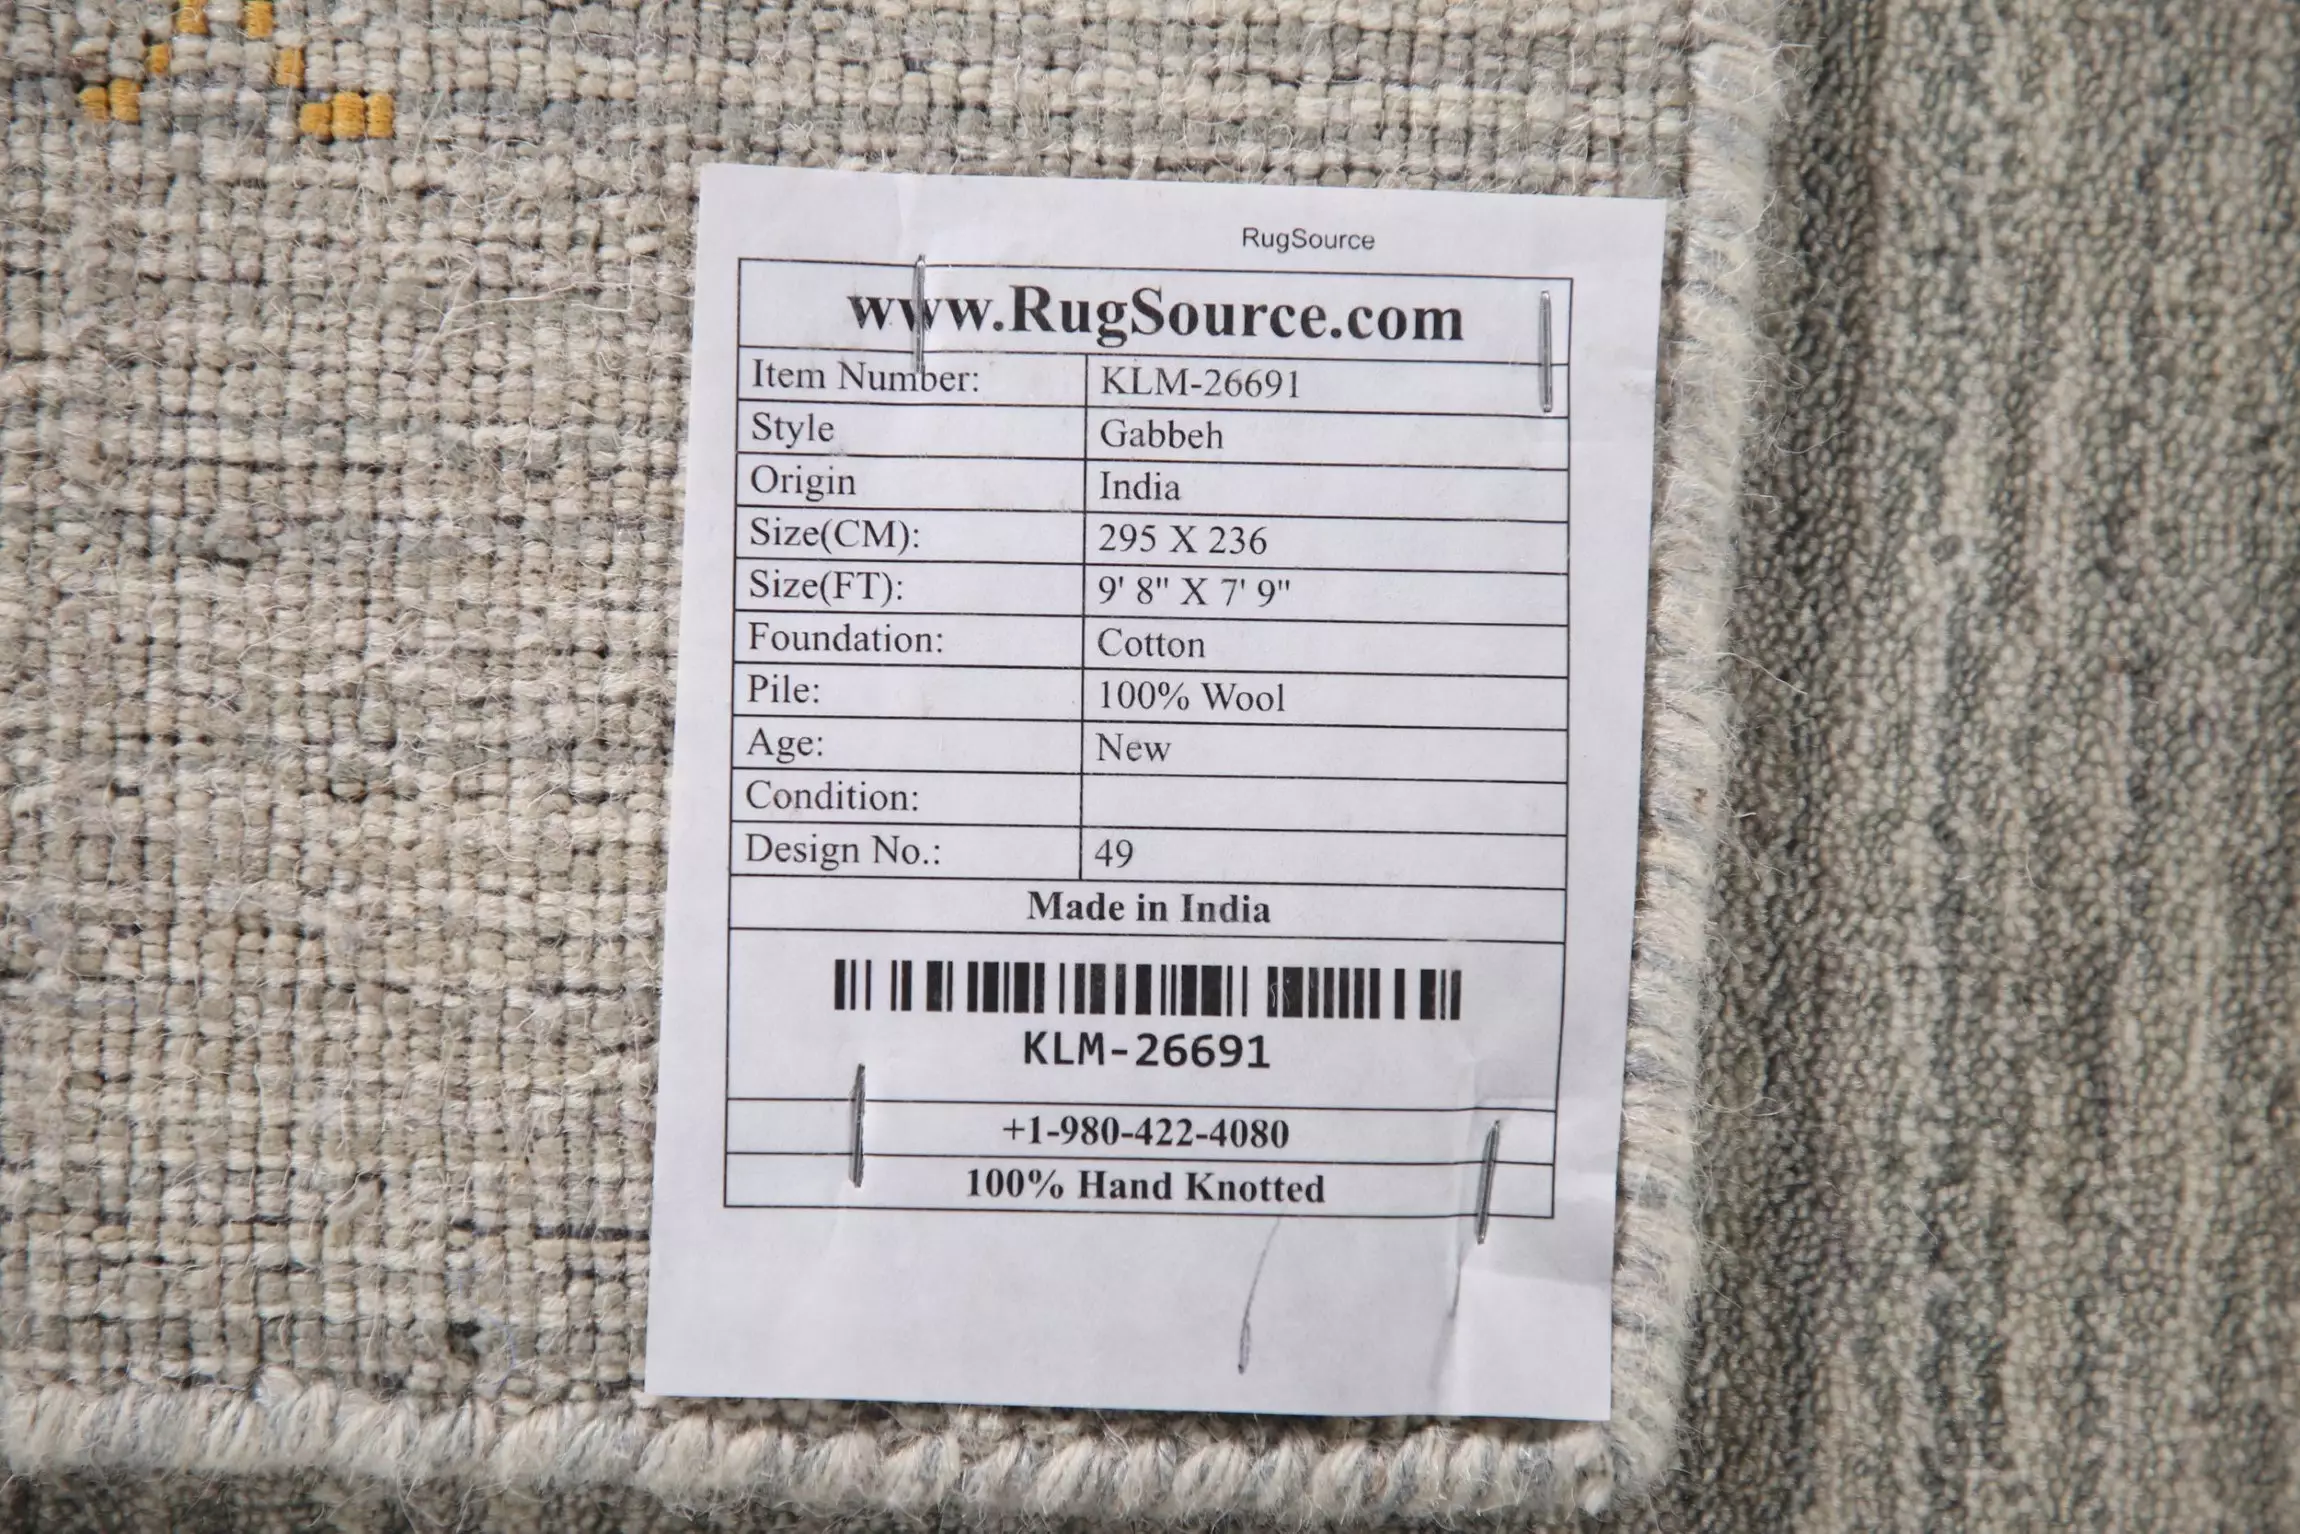 RugSource
www.RugSource.com
Item Number: KLM-26691
Style Gabbeh
Origin India
Size(CM): 295 X 236
Size(FT): 9' 8" X 7' 9"
Foundation: Cotton
Pile: 100% Wool
Age: New
Condition:
Design No.: 49
Made in India
KLM-26691
+1-980-422-4080
100% Hand Knotted